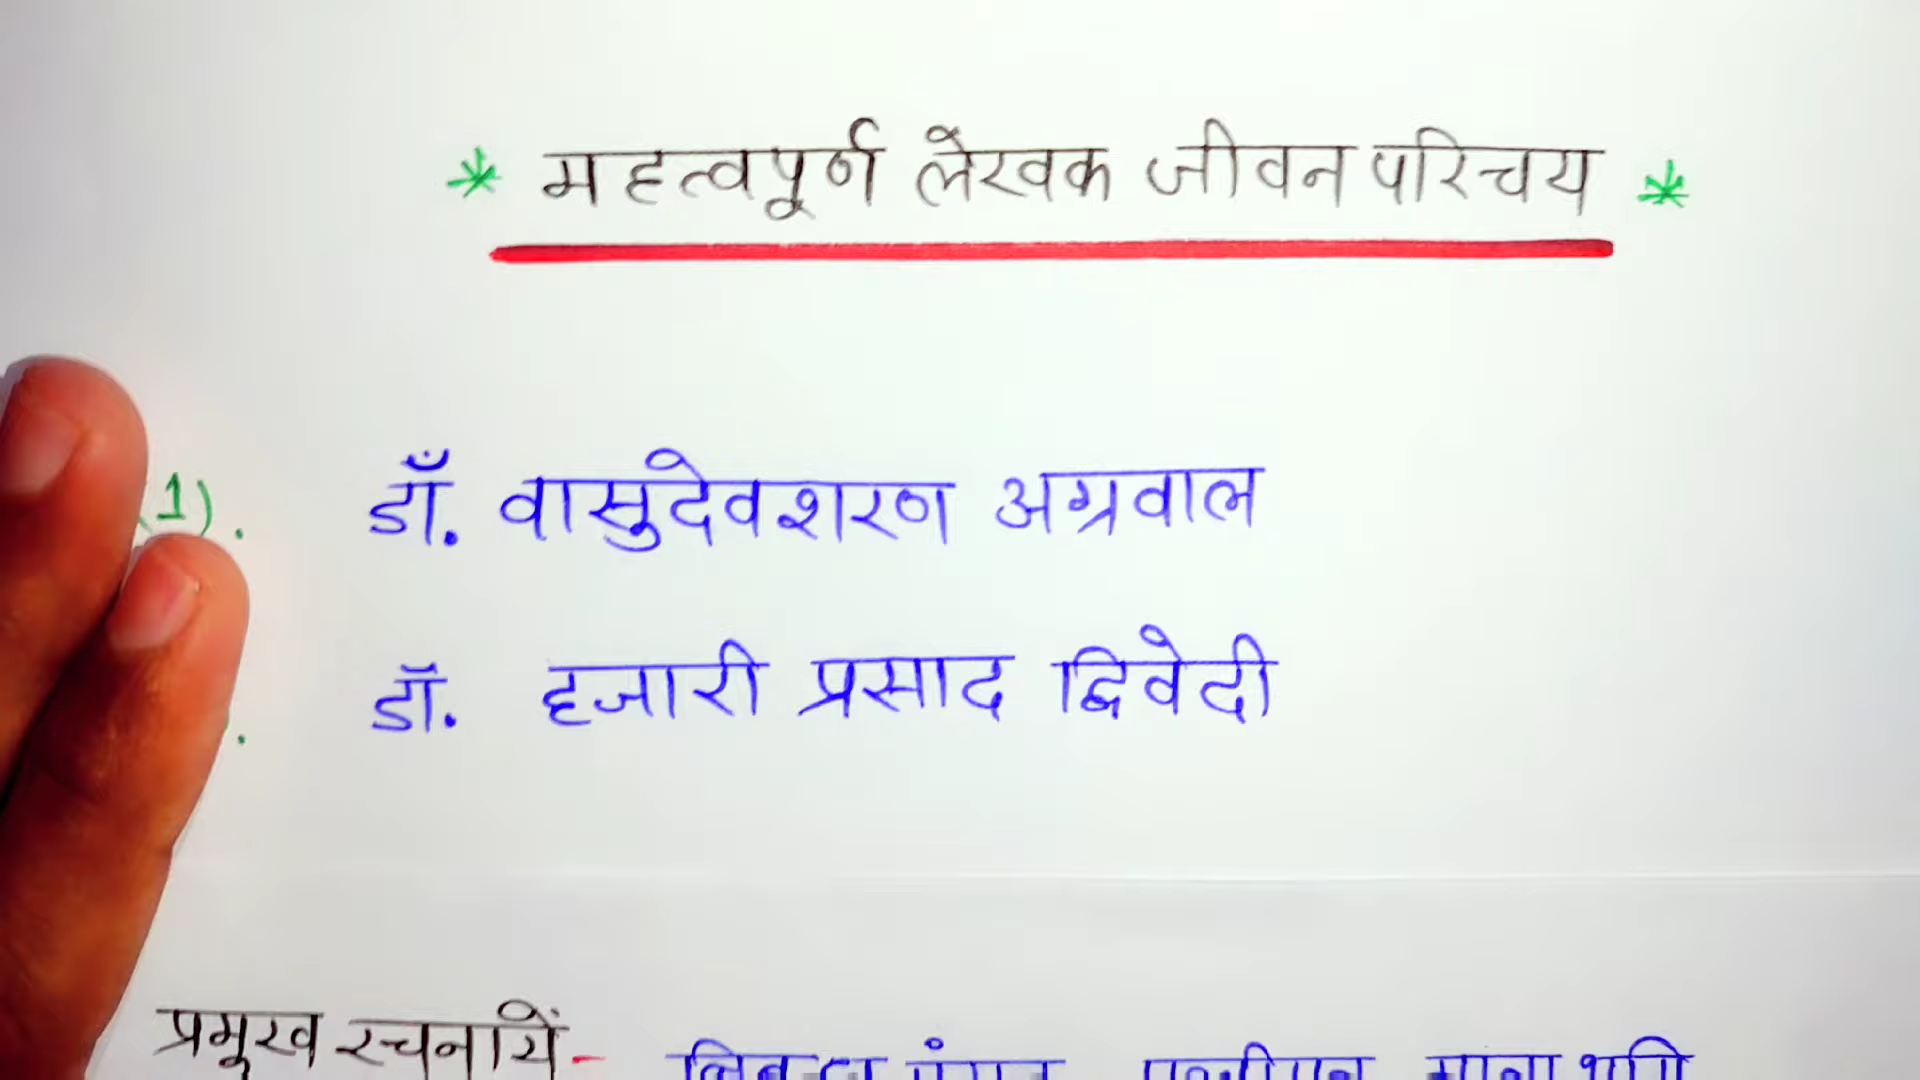 * महत्वपूर्ण लेखक जीवन परिचय *
(1). डॉ. वासुदेवशरण अग्रवाल
. डॉ. हजारी प्रसाद द्विवेदी
प्रमुख रचनायें-